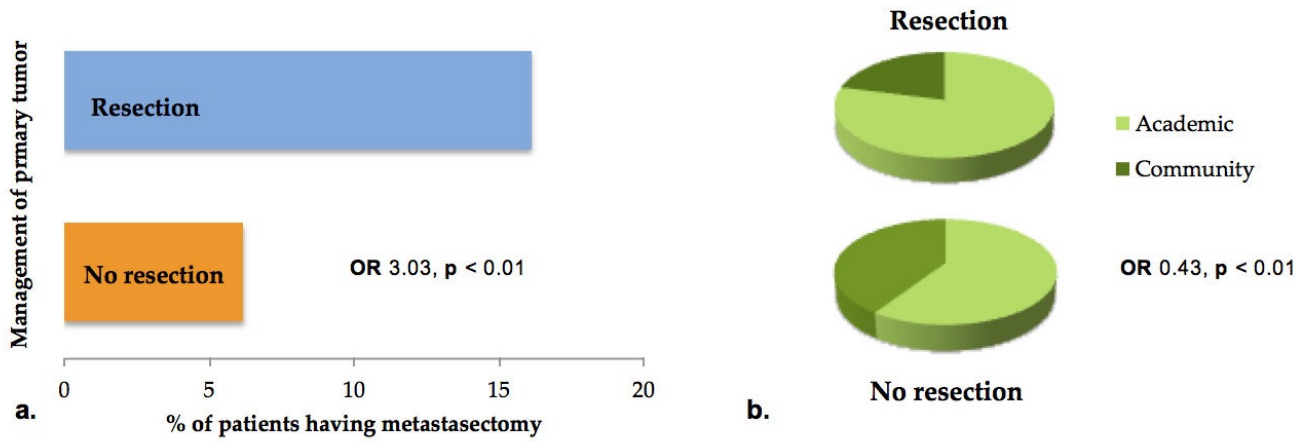 a.
Management of prmary tumor
Resection
No resection
OR 3.03, p < 0.01
0 5 10 15 20
% of patients having metastasectomy
b.
Resection
Academic
Community
OR 0.43, p < 0.01
No resection